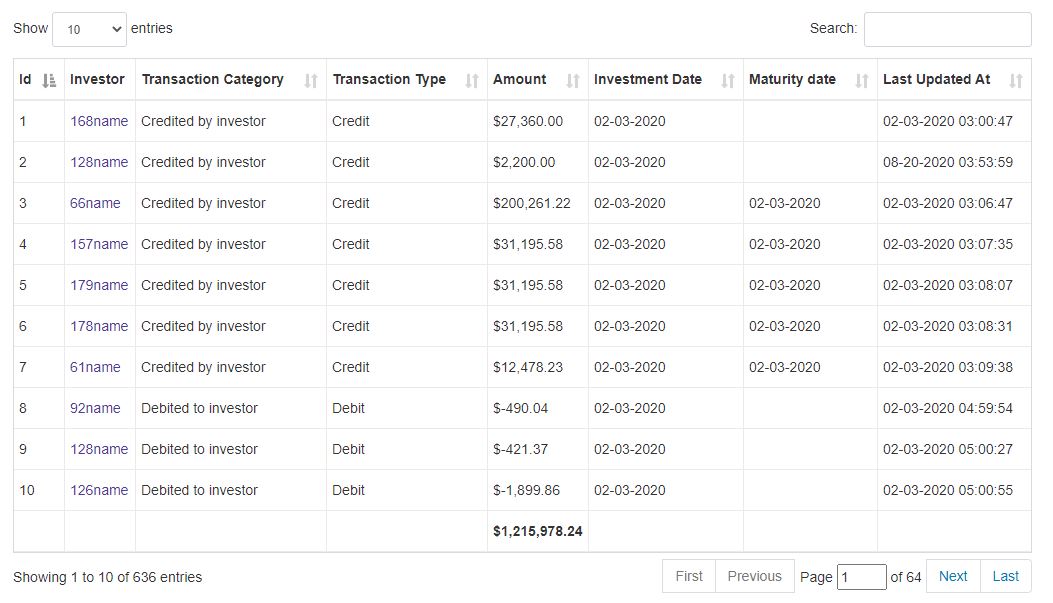 Show 10 entries Search:
Id Investor Transaction Category Transaction Type Amount Investment Date Maturity date Last Updated At
1 168name Credited by investor Credit $27,360.00 02-03-2020 02-03-2020 03:00:47
2 128name Credited by investor Credit $2,200.00 02-03-2020 08-20-2020 03:53:59
3 66name Credited by investor Credit $200,261.22 02-03-2020 02-03-2020 02-03-2020 03:06:47
4 157name Credited by investor Credit $31,195.58 02-03-2020 02-03-2020 02-03-2020 03:07:35
5 179name Credited by investor Credit $31,195.58 02-03-2020 02-03-2020 02-03-2020 03:08:07
6 178name Credited by investor Credit $31,195.58 02-03-2020 02-03-2020 02-03-2020 03:08:31
7 61name Credited by investor Credit $12,478.23 02-03-2020 02-03-2020 02-03-2020 03:09:38
8 92name Debited to investor Debit $-490.04 02-03-2020 02-03-2020 04:59:54
9 128name Debited to investor Debit $-421.37 02-03-2020 02-03-2020 05:00:27
10 126name Debited to investor Debit $-1,899.86 02-03-2020 02-03-2020 05:00:55
$1,215,978.24
Showing 1 to 10 of 636 entries First Previous Page 1 of 64 Next Last